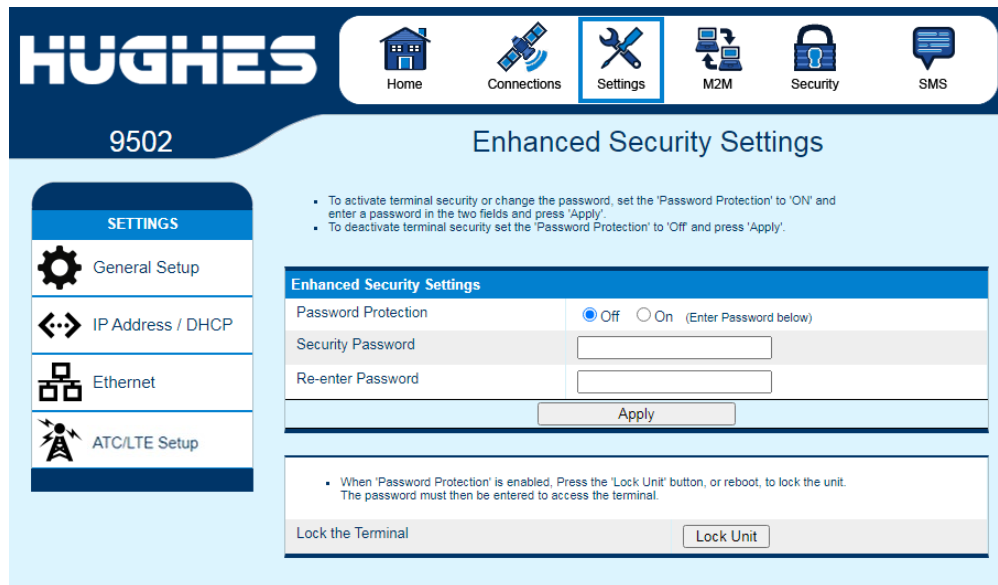 HUGHES
Home
Connections
Settings
M2M
Security
SMS
9502
Enhanced Security Settings
SETTINGS
General Setup
IP Address / DHCP
Ethernet
ATC/LTE Setup
To activate terminal security or change the password, set the 'Password Protection' to 'ON' and
enter a password in the two fields and press 'Apply'.
To deactivate terminal security set the 'Password Protection' to 'Off' and press 'Apply'.
Enhanced Security Settings
Password Protection
Off On (Enter Password below)
Security Password
Re-enter Password
Apply
When 'Password Protection' is enabled, Press the 'Lock Unit' button, or reboot, to lock the unit.
The password must then be entered to access the terminal.
Lock the Terminal
Lock Unit